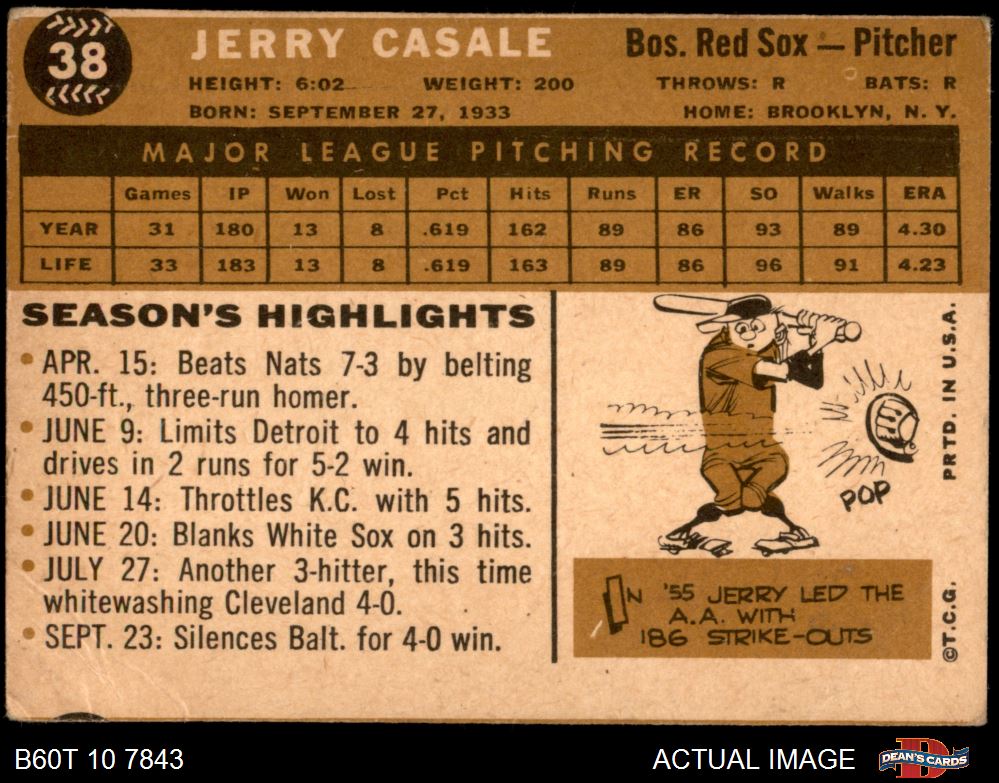 38
JERRY CASALE
Bos. Red Sox — Pitcher
HEIGHT: 6:02 WEIGHT: 200 THROWS: R BATS: R
BORN: SEPTEMBER 27, 1933 HOME: BROOKLYN, N. Y.
MAJOR LEAGUE PITCHING RECORD
Games IP Won Lost Pct Hits Runs ER SO Walks ERA
YEAR 31 180 13 8 .619 162 89 86 93 89 4.30
LIFE 33 183 13 8 .619 163 89 86 96 91 4.23
SEASON'S HIGHLIGHTS
• APR. 15: Beats Nats 7-3 by belting
450-ft., three-run homer.
• JUNE 9: Limits Detroit to 4 hits and
drives in 2 runs for 5-2 win.
• JUNE 14: Throttles K.C. with 5 hits.
• JUNE 20: Blanks White Sox on 3 hits.
• JULY 27: Another 3-hitter, this time
whitewashing Cleveland 4-0.
• SEPT. 23: Silences Balt. for 4-0 win.
POP
IN '55 JERRY LED THE
A.A. WITH
186 STRIKE-OUTS
©T.C.G. PRTD. IN U.S.A.
B60T 10 7843
ACTUAL IMAGE
DEAN'S CARDS